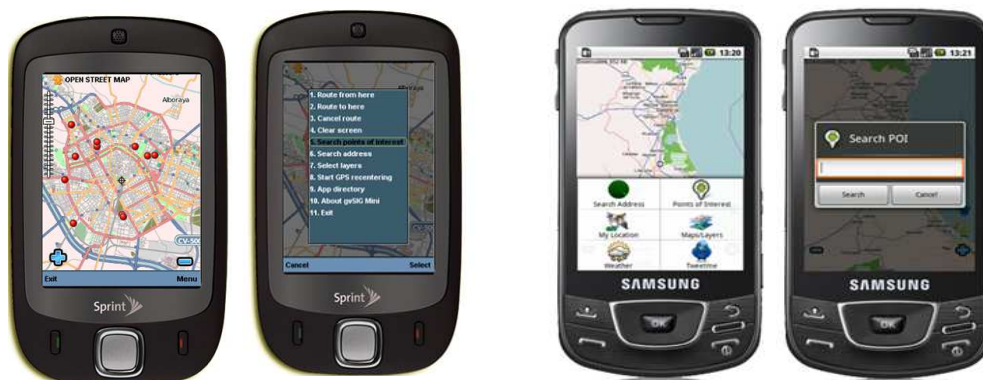 OPEN STREET MAP
Alboraya
CV-500
Exit
Menu
Sprint
1. Route from here
2. Route to here
3. Cancel route
4. Clear screen
5. Search points of interest
6. Search address
7. Select layers
8. Start GPS recentering
9. App directory
10. About gvSIG Mini
11. Exit
Cancel
Select
Sprint
13:20
Search Address
Points of Interest
My Location
Maps/Layers
Weather
Tweetme
SAMSUNG
OK
13:21
Search POI
Search
Cancel
SAMSUNG
OK